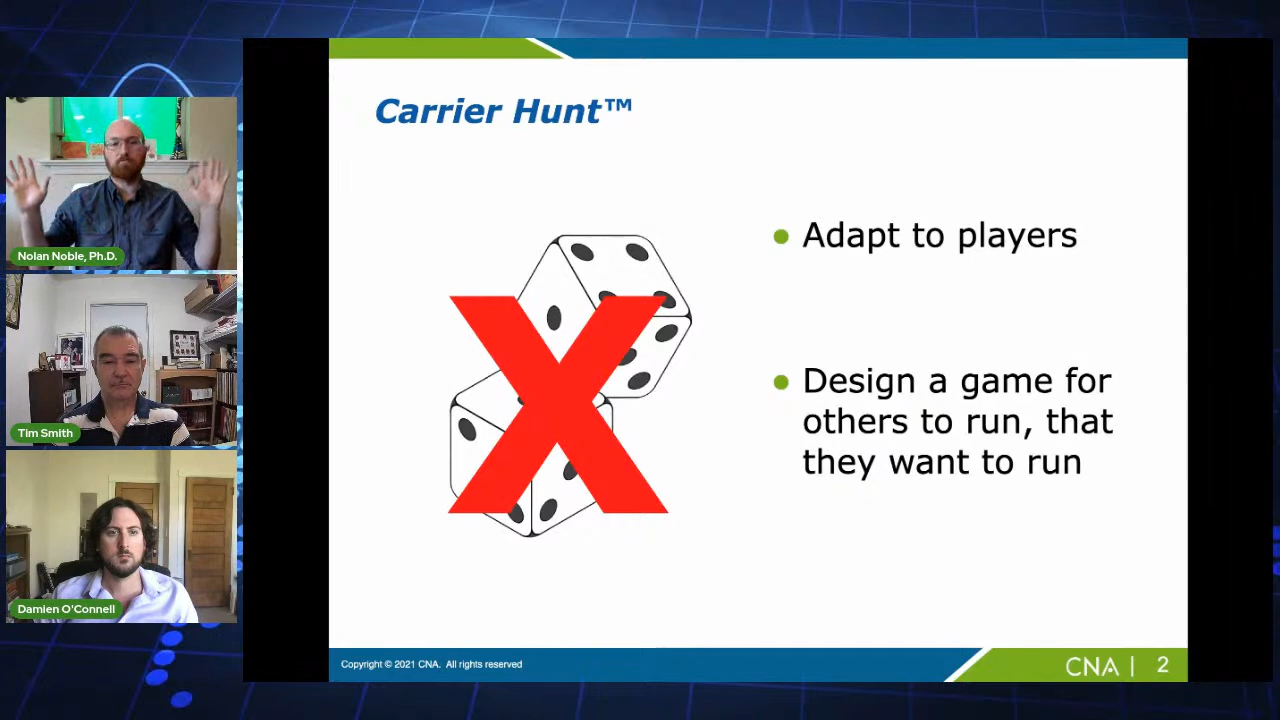 Carrier Hunt™
Nolan Noble, Ph.D.
Tim Smith
Damien O'Connell
Adapt to players
Design a game for
others to run, that
they want to run
Copyright © 2021 CNA. All rights reserved
CNA | 2